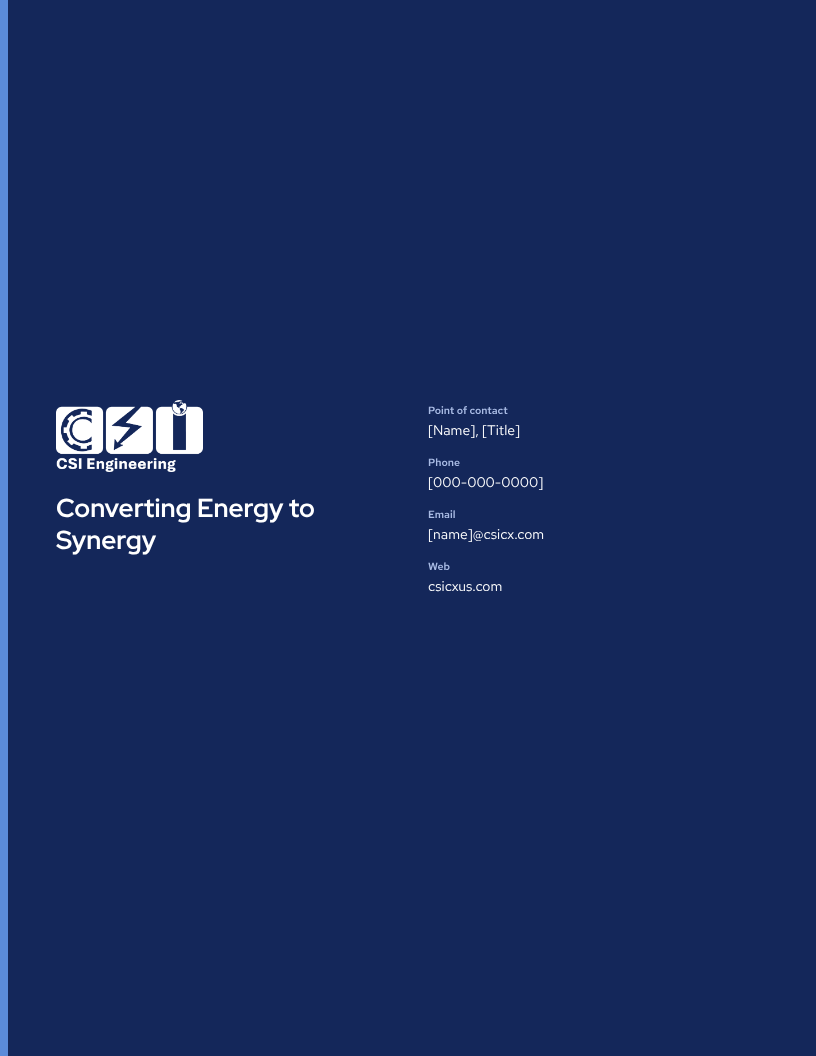 CSI
CSI Engineering
Converting Energy to
Synergy
Point of contact
[Name], [Title]
Phone
[000-000-0000]
Email
[name]@csicx.com
Web
csicxus.com